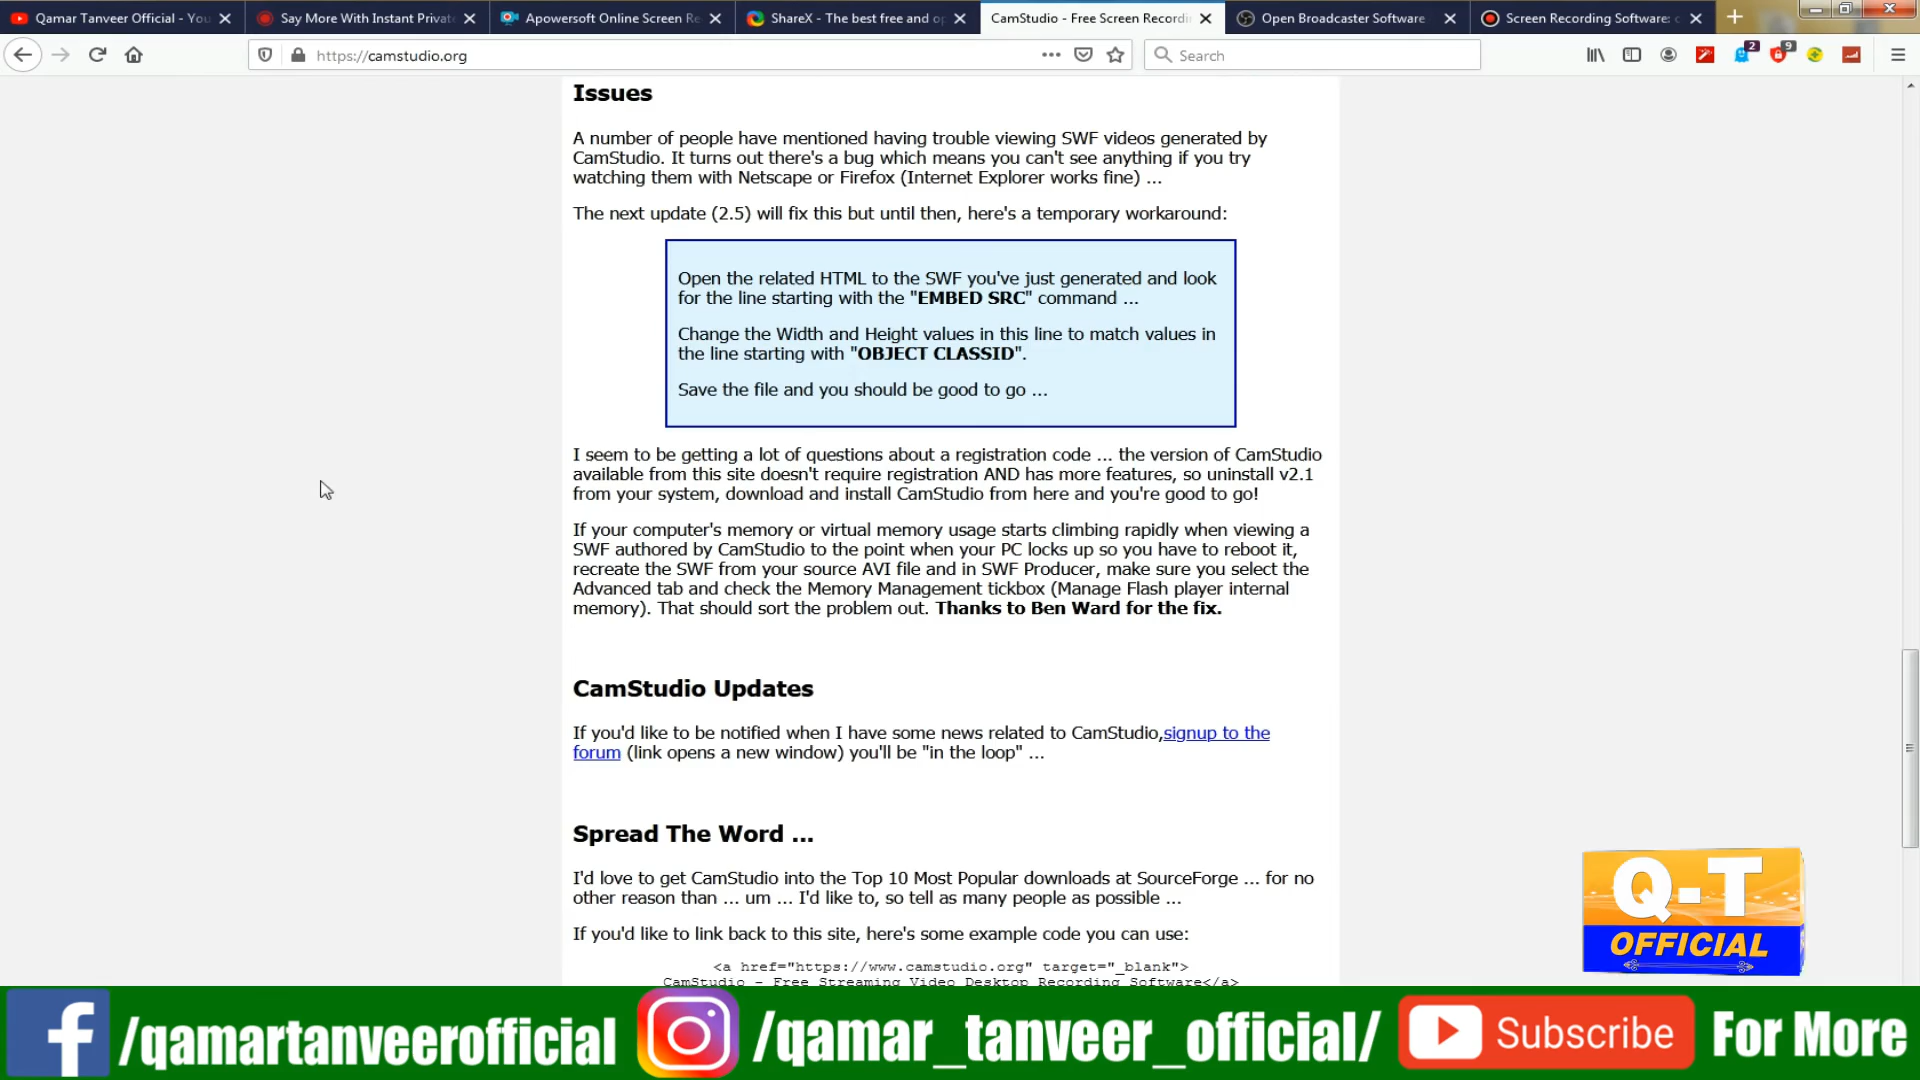 Qamar Tanveer Official - You
Say More With Instant Private
Apowersoft Online Screen Re
ShareX - The best free and op
CamStudio - Free Screen Recordi
Open Broadcaster Software
Screen Recording Software: c
https://camstudio.org
Search
2
9
Issues
A number of people have mentioned having trouble viewing SWF videos generated by
CamStudio. It turns out there's a bug which means you can't see anything if you try
watching them with Netscape or Firefox (Internet Explorer works fine) ...
The next update (2.5) will fix this but until then, here's a temporary workaround:
Open the related HTML to the SWF you've just generated and look
for the line starting with the "EMBED SRC" command ...
Change the Width and Height values in this line to match values in
the line starting with "OBJECT CLASSID".
Save the file and you should be good to go ...
I seem to be getting a lot of questions about a registration code ... the version of CamStudio
available from this site doesn't require registration AND has more features, so uninstall v2.1
from your system, download and install CamStudio from here and you're good to go!
If your computer's memory or virtual memory usage starts climbing rapidly when viewing a
SWF authored by CamStudio to the point when your PC locks up so you have to reboot it,
recreate the SWF from your source AVI file and in SWF Producer, make sure you select the
Advanced tab and check the Memory Management tickbox (Manage Flash player internal
memory). That should sort the problem out. Thanks to Ben Ward for the fix.
CamStudio Updates
If you'd like to be notified when I have some news related to CamStudio,signup to the
forum (link opens a new window) you'll be "in the loop" ...
Spread The Word ...
I'd love to get CamStudio into the Top 10 Most Popular downloads at SourceForge ... for no
other reason than ... um ... I'd like to, so tell as many people as possible ...
If you'd like to link back to this site, here's some example code you can use:
<a href="https://www.camstudio.org" target="_blank">
CamStudio - Free Streaming Video Desktop Recording Software</a>
Q-T
OFFICIAL
/qamartanveerofficial
/qamar_tanveer_official/
Subscribe
For More